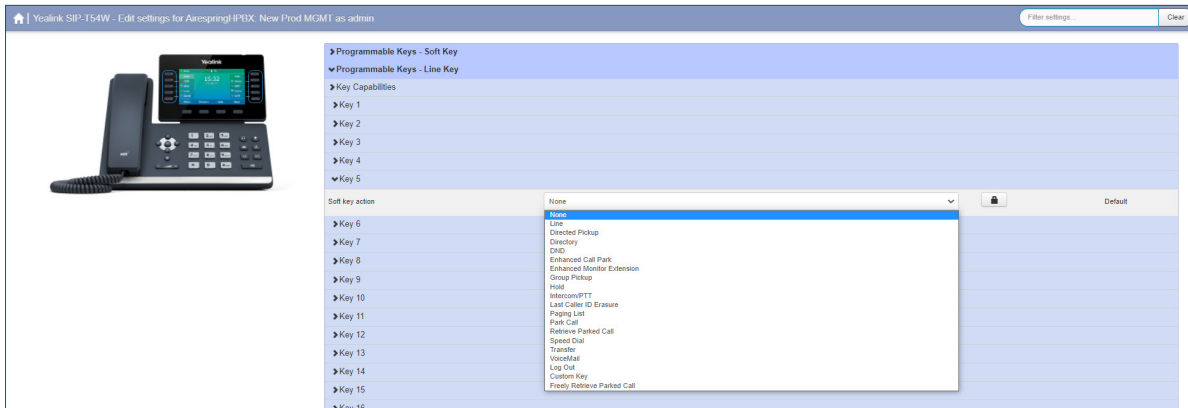 Yealink SIP-T54W - Edit settings for AirespringHPBX: New Prod MGMT as admin
Filter settings...
Clear
Yealink
15:32
Programmable Keys - Soft Key
Programmable Keys - Line Key
Key Capabilities
Key 1
Key 2
Key 3
Key 4
Key 5
Soft key action
None
Default
None
Line
Directed Pickup
Directory
DND
Enhanced Call Park
Enhanced Monitor Extension
Group Pickup
Hold
Intercom/PTT
Last Caller ID Erasure
Paging List
Park Call
Retrieve Parked Call
Speed Dial
Transfer
VoiceMail
Log Out
Custom Key
Freely Retrieve Parked Call
Key 6
Key 7
Key 8
Key 9
Key 10
Key 11
Key 12
Key 13
Key 14
Key 15
Key 16